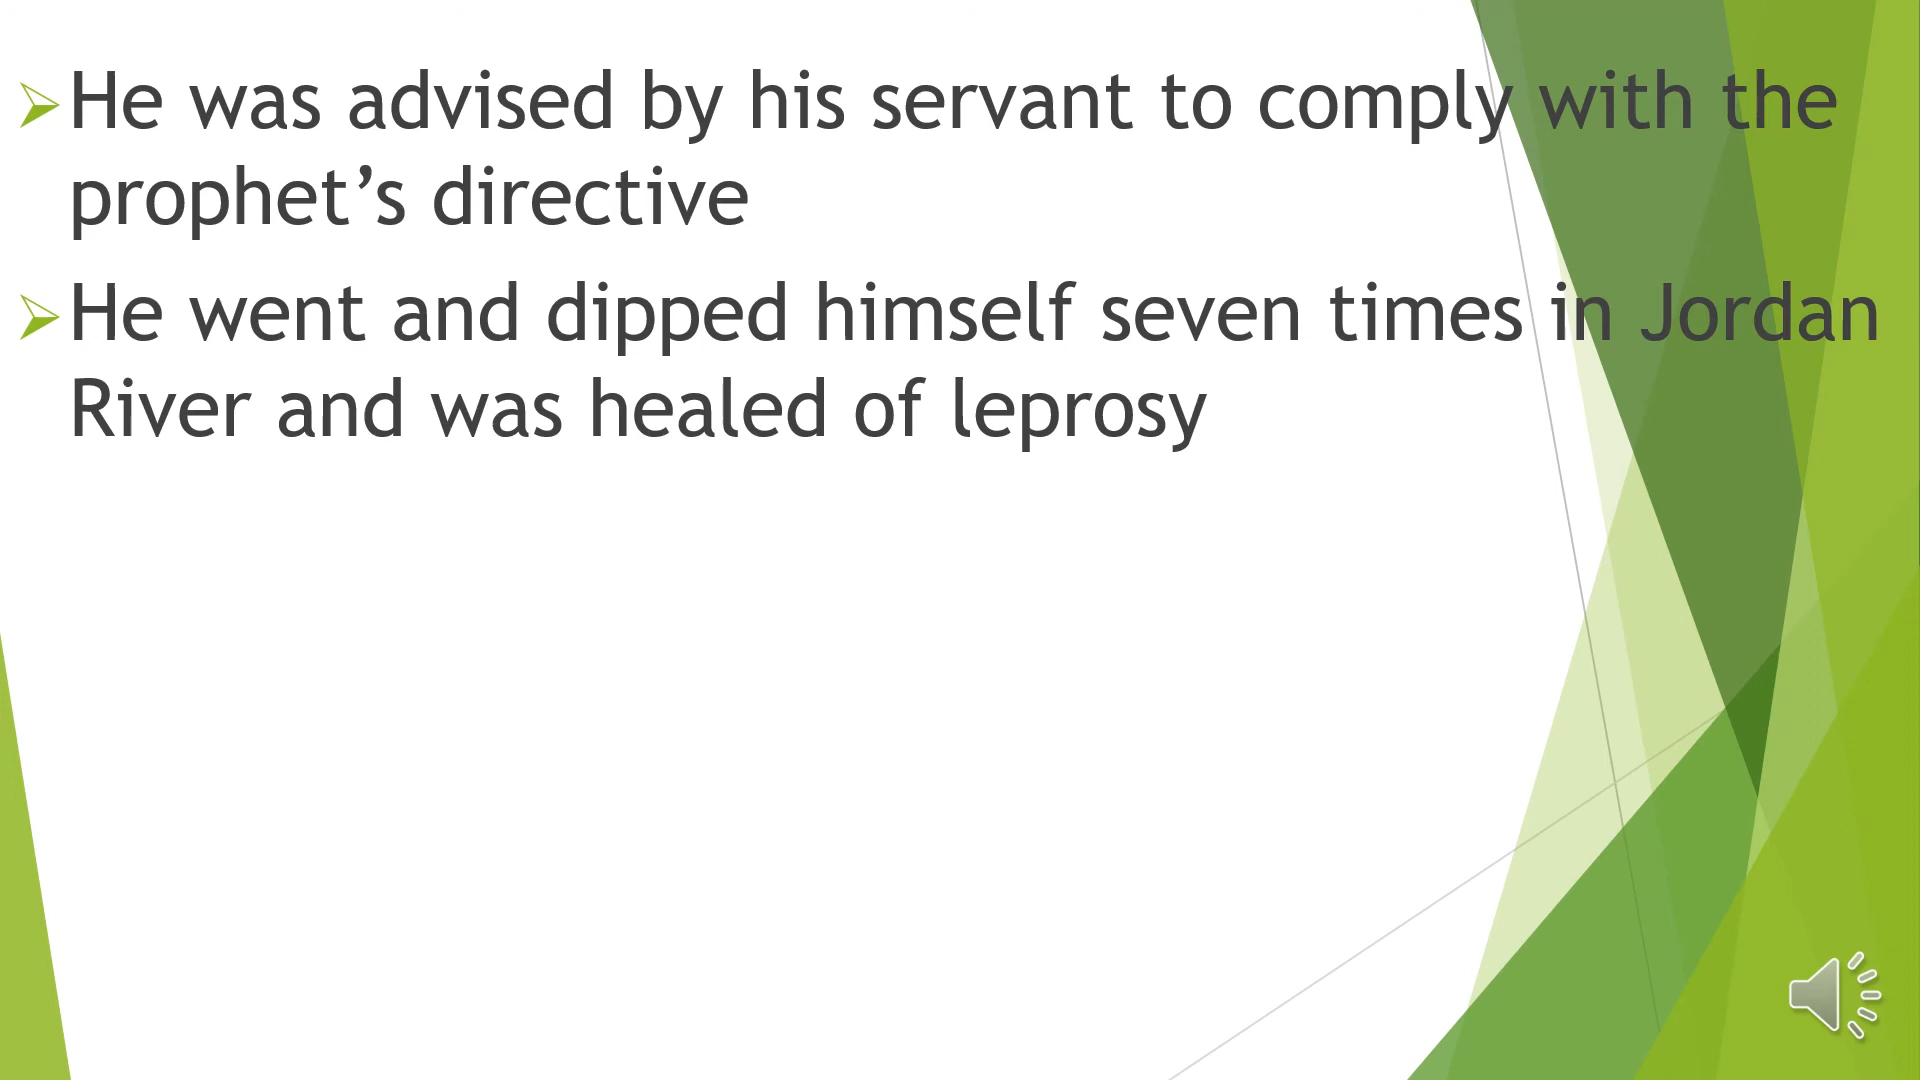 He was advised by his servant to comply with the
prophet’s directive
He went and dipped himself seven times in Jordan
River and was healed of leprosy